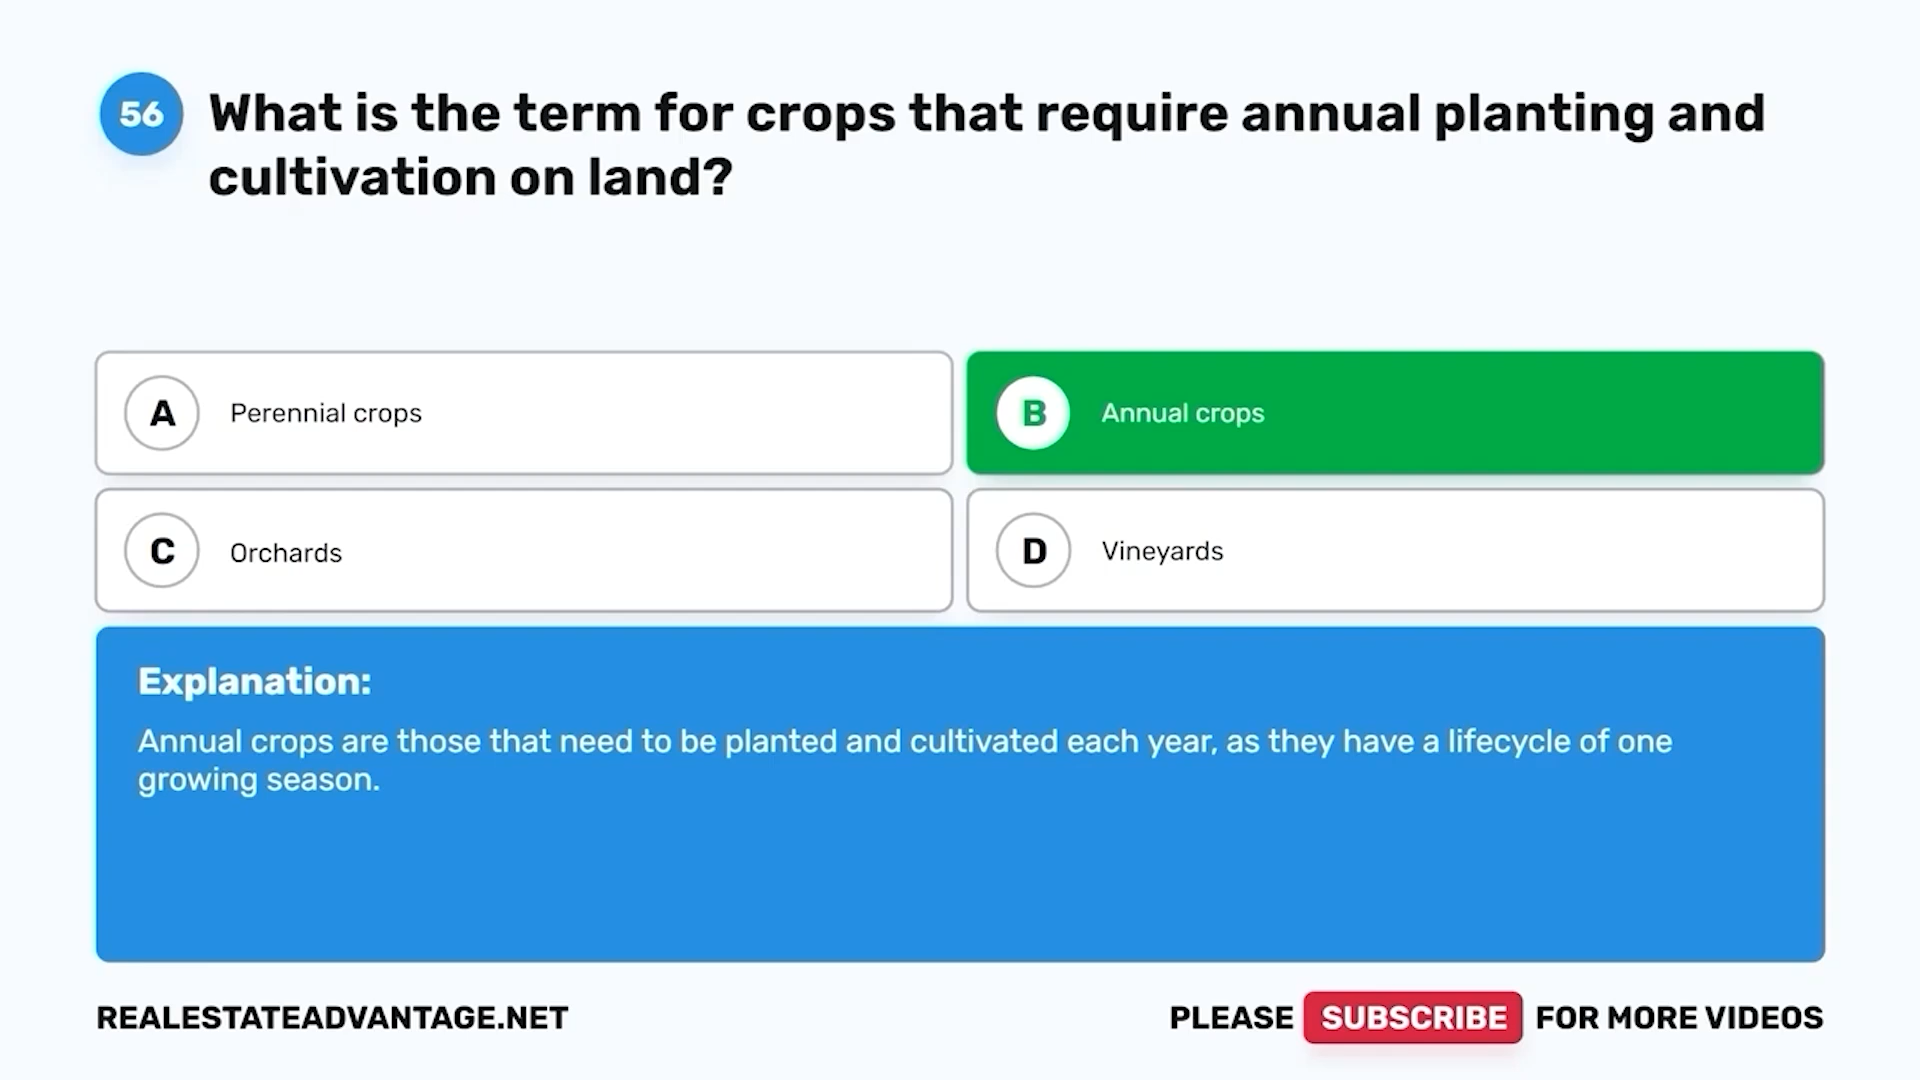 56
What is the term for crops that require annual planting and
cultivation on land?
A Perennial crops
B Annual crops
C Orchards
D Vineyards
Explanation:
Annual crops are those that need to be planted and cultivated each year, as they have a lifecycle of one
growing season.
REALESTATEADVANTAGE.NET
PLEASE SUBSCRIBE FOR MORE VIDEOS